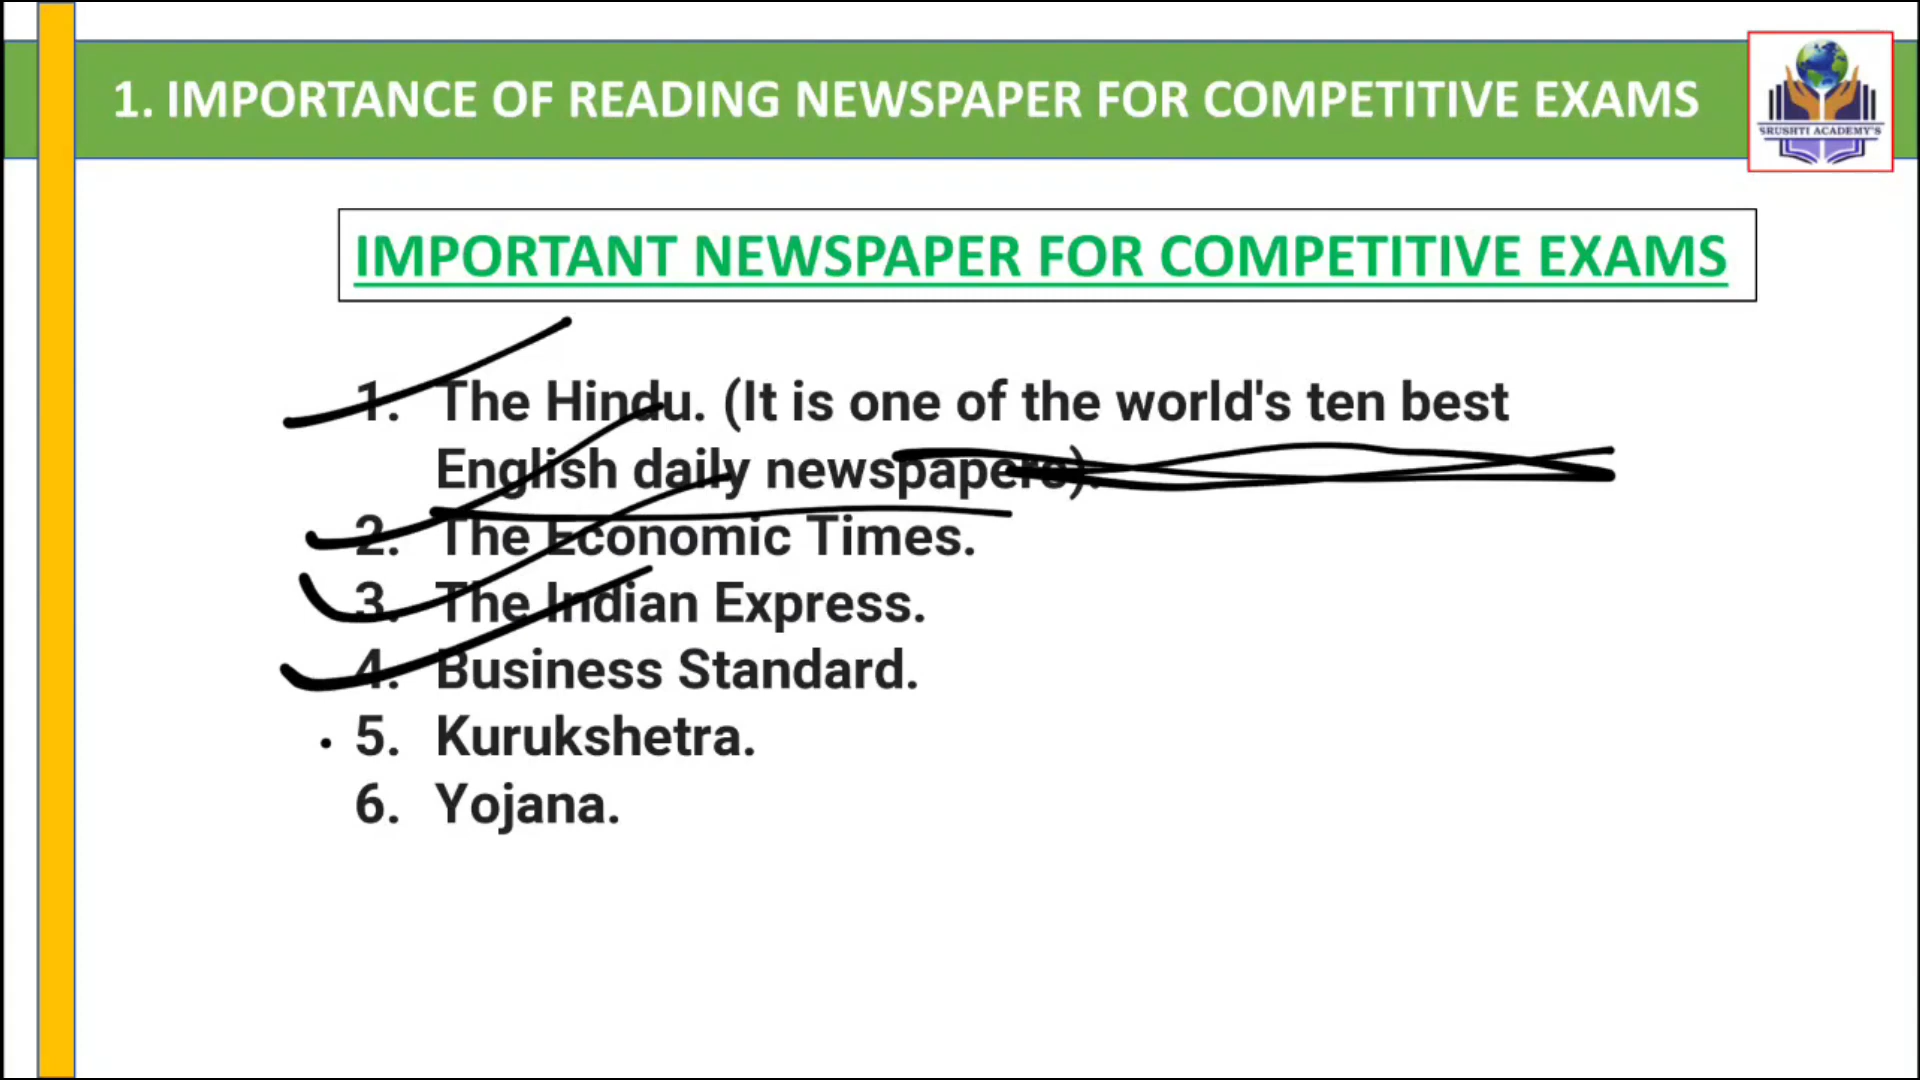 1. IMPORTANCE OF READING NEWSPAPER FOR COMPETITIVE EXAMS
SRUSHTI ACADEMY'S
IMPORTANT NEWSPAPER FOR COMPETITIVE EXAMS
1. The Hindu. (It is one of the world's ten best
English daily newspapers).
2. The Economic Times.
3. The Indian Express.
4. Business Standard.
5. Kurukshetra.
6. Yojana.